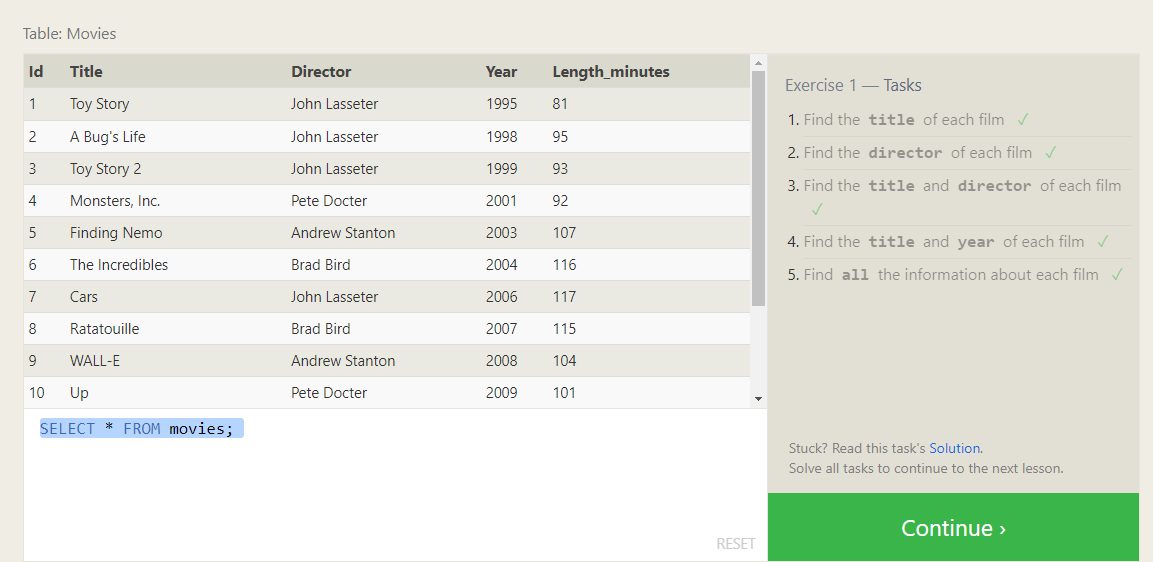 Table: Movies
Id Title Director Year Length_minutes
1 Toy Story John Lasseter 1995 81
2 A Bug's Life John Lasseter 1998 95
3 Toy Story 2 John Lasseter 1999 93
4 Monsters, Inc. Pete Docter 2001 92
5 Finding Nemo Andrew Stanton 2003 107
6 The Incredibles Brad Bird 2004 116
7 Cars John Lasseter 2006 117
8 Ratatouille Brad Bird 2007 115
9 WALL-E Andrew Stanton 2008 104
10 Up Pete Docter 2009 101
SELECT * FROM movies;
RESET
Exercise 1 — Tasks
1. Find the title of each film ✓
2. Find the director of each film ✓
3. Find the title and director of each film
✓
4. Find the title and year of each film ✓
5. Find all the information about each film ✓
Stuck? Read this task's Solution.
Solve all tasks to continue to the next lesson.
Continue ›